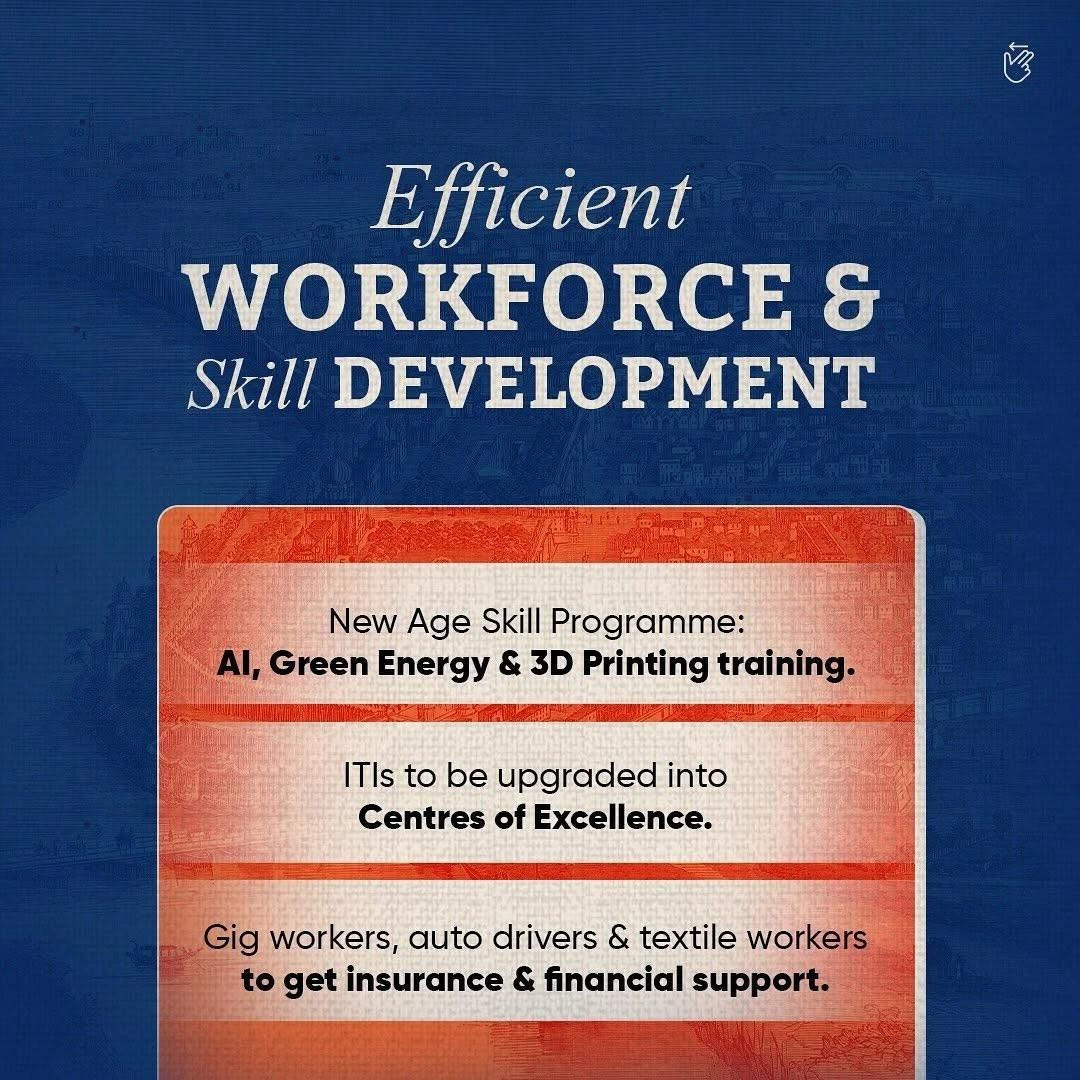 Efficient
WORKFORCE &
Skill DEVELOPMENT
New Age Skill Programme:
AI, Green Energy & 3D Printing training.
ITIs to be upgraded into
Centres of Excellence.
Gig workers, auto drivers & textile workers
to get insurance & financial support.